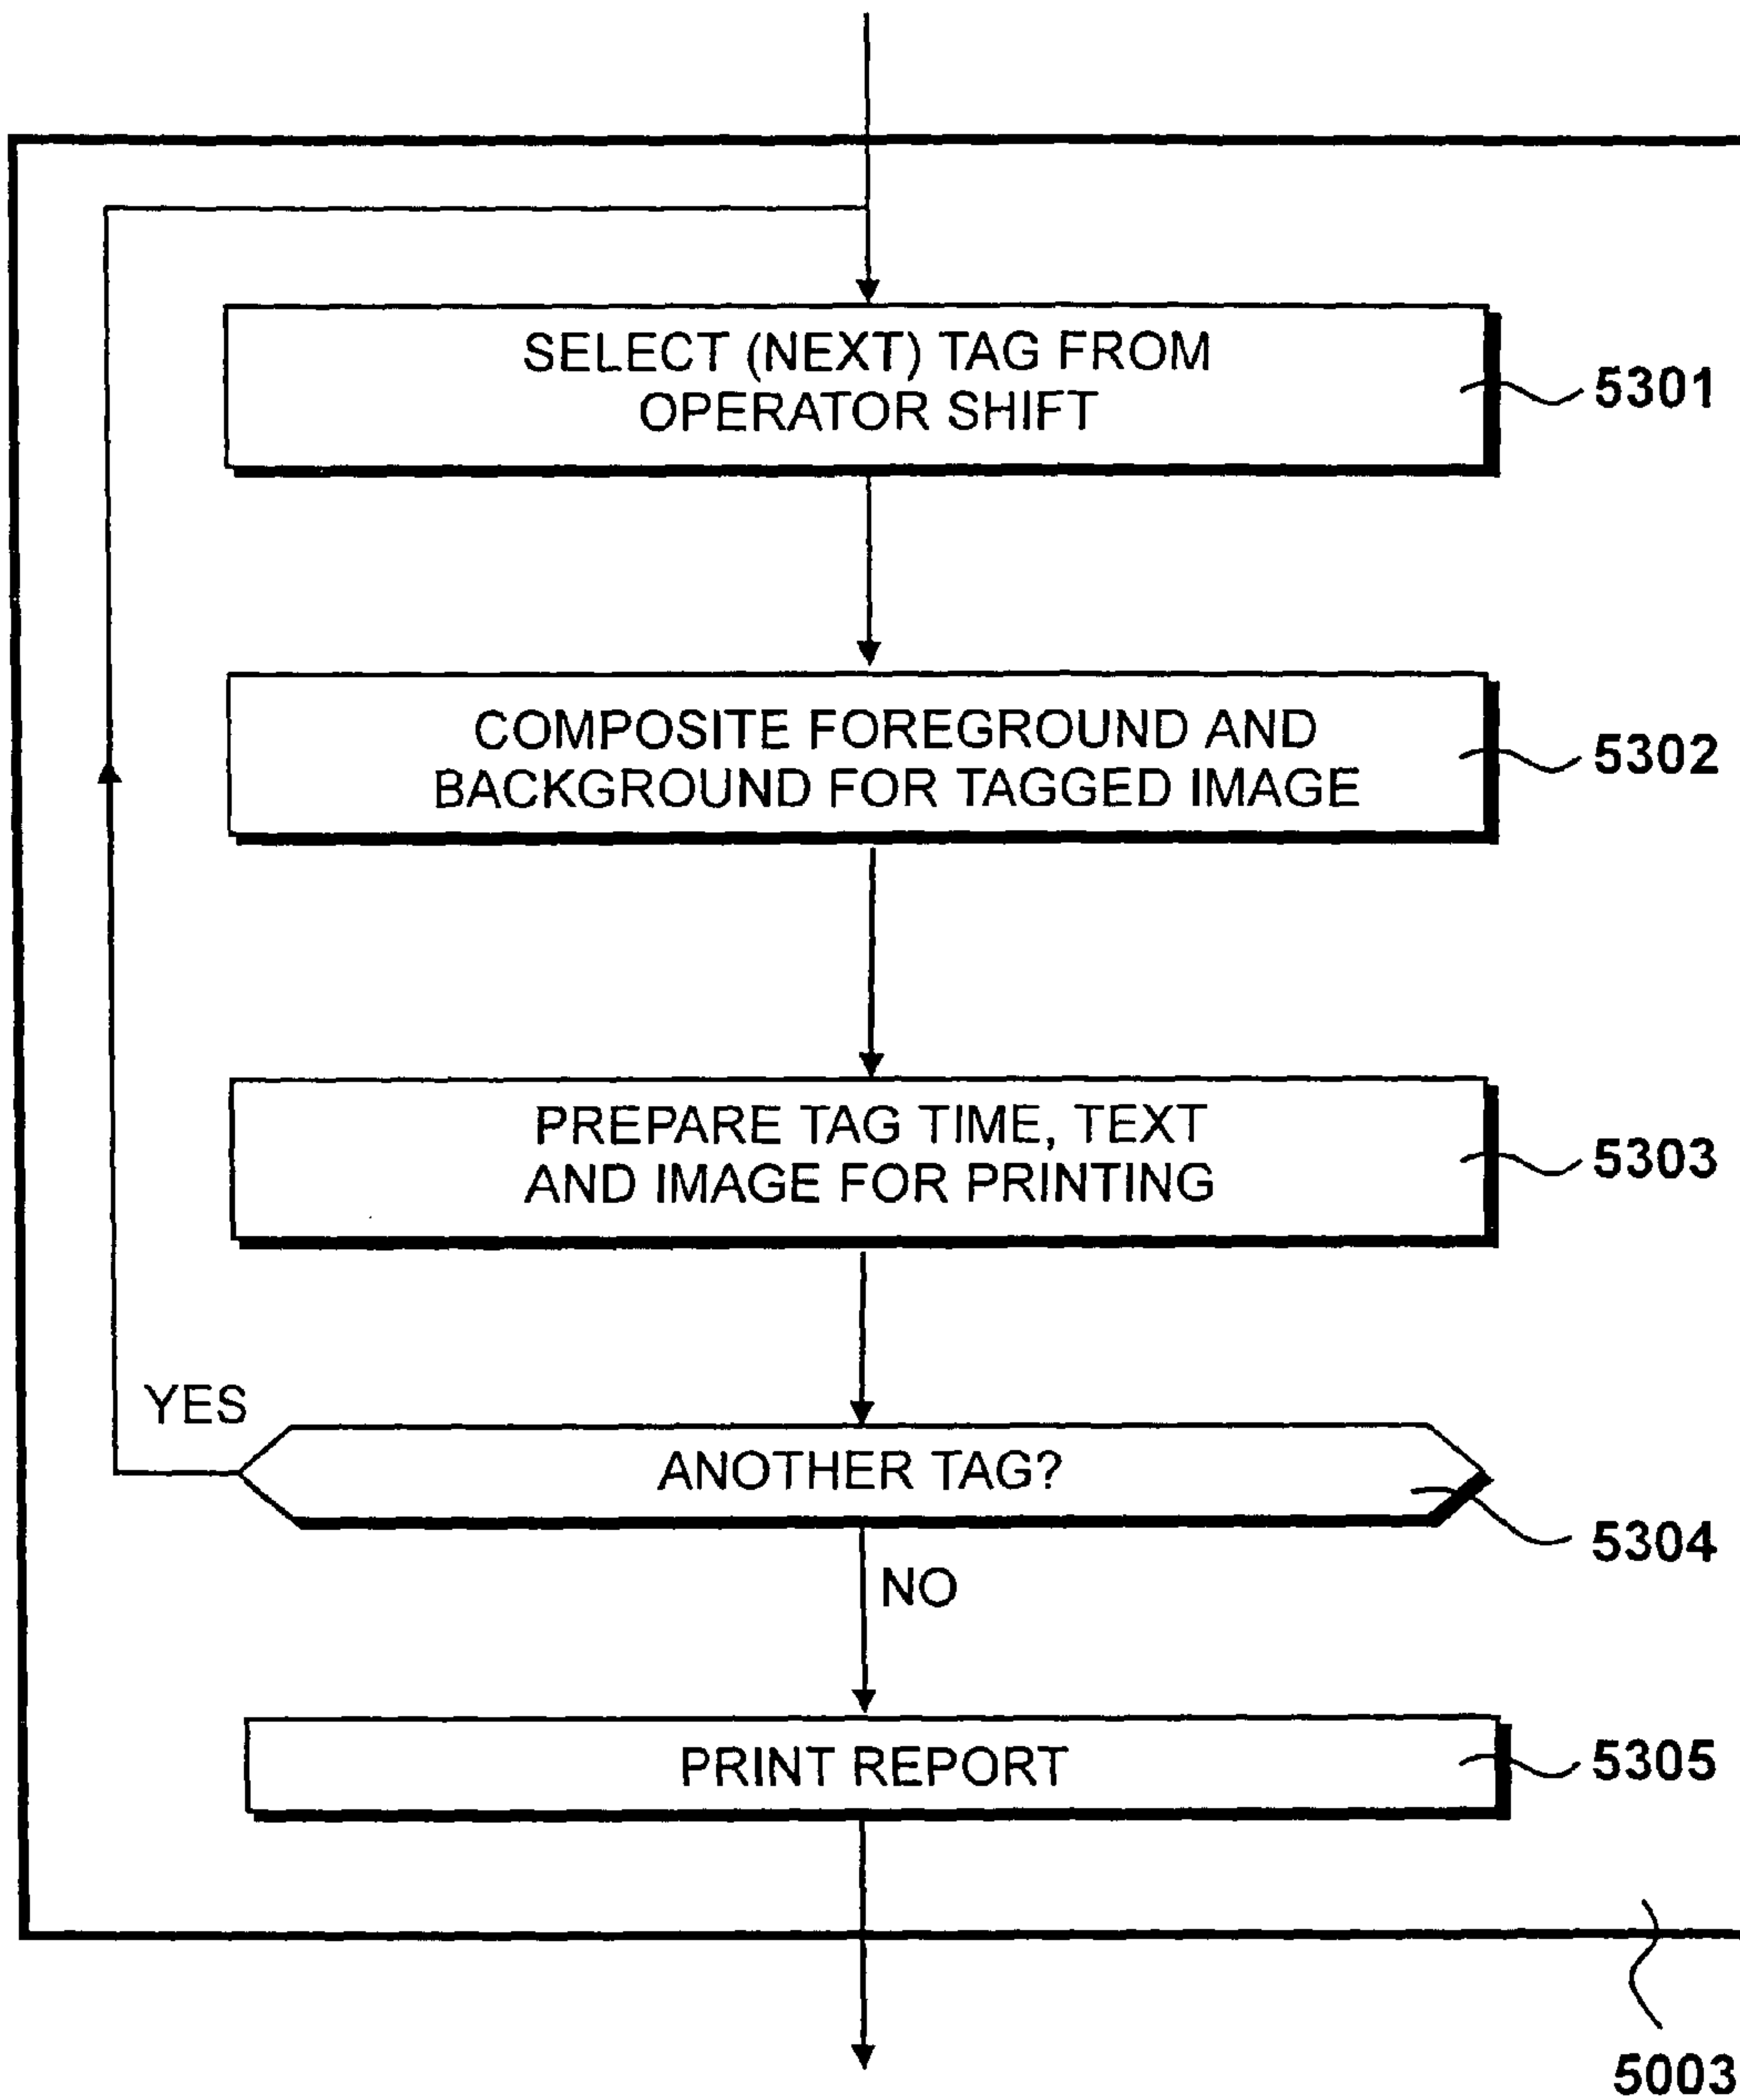 SELECT (NEXT) TAG FROM
OPERATOR SHIFT
5301
COMPOSITE FOREGROUND AND
BACKGROUND FOR TAGGED IMAGE
5302
PREPARE TAG TIME, TEXT
AND IMAGE FOR PRINTING
5303
YES
ANOTHER TAG?
5304
NO
PRINT REPORT
5305
5003